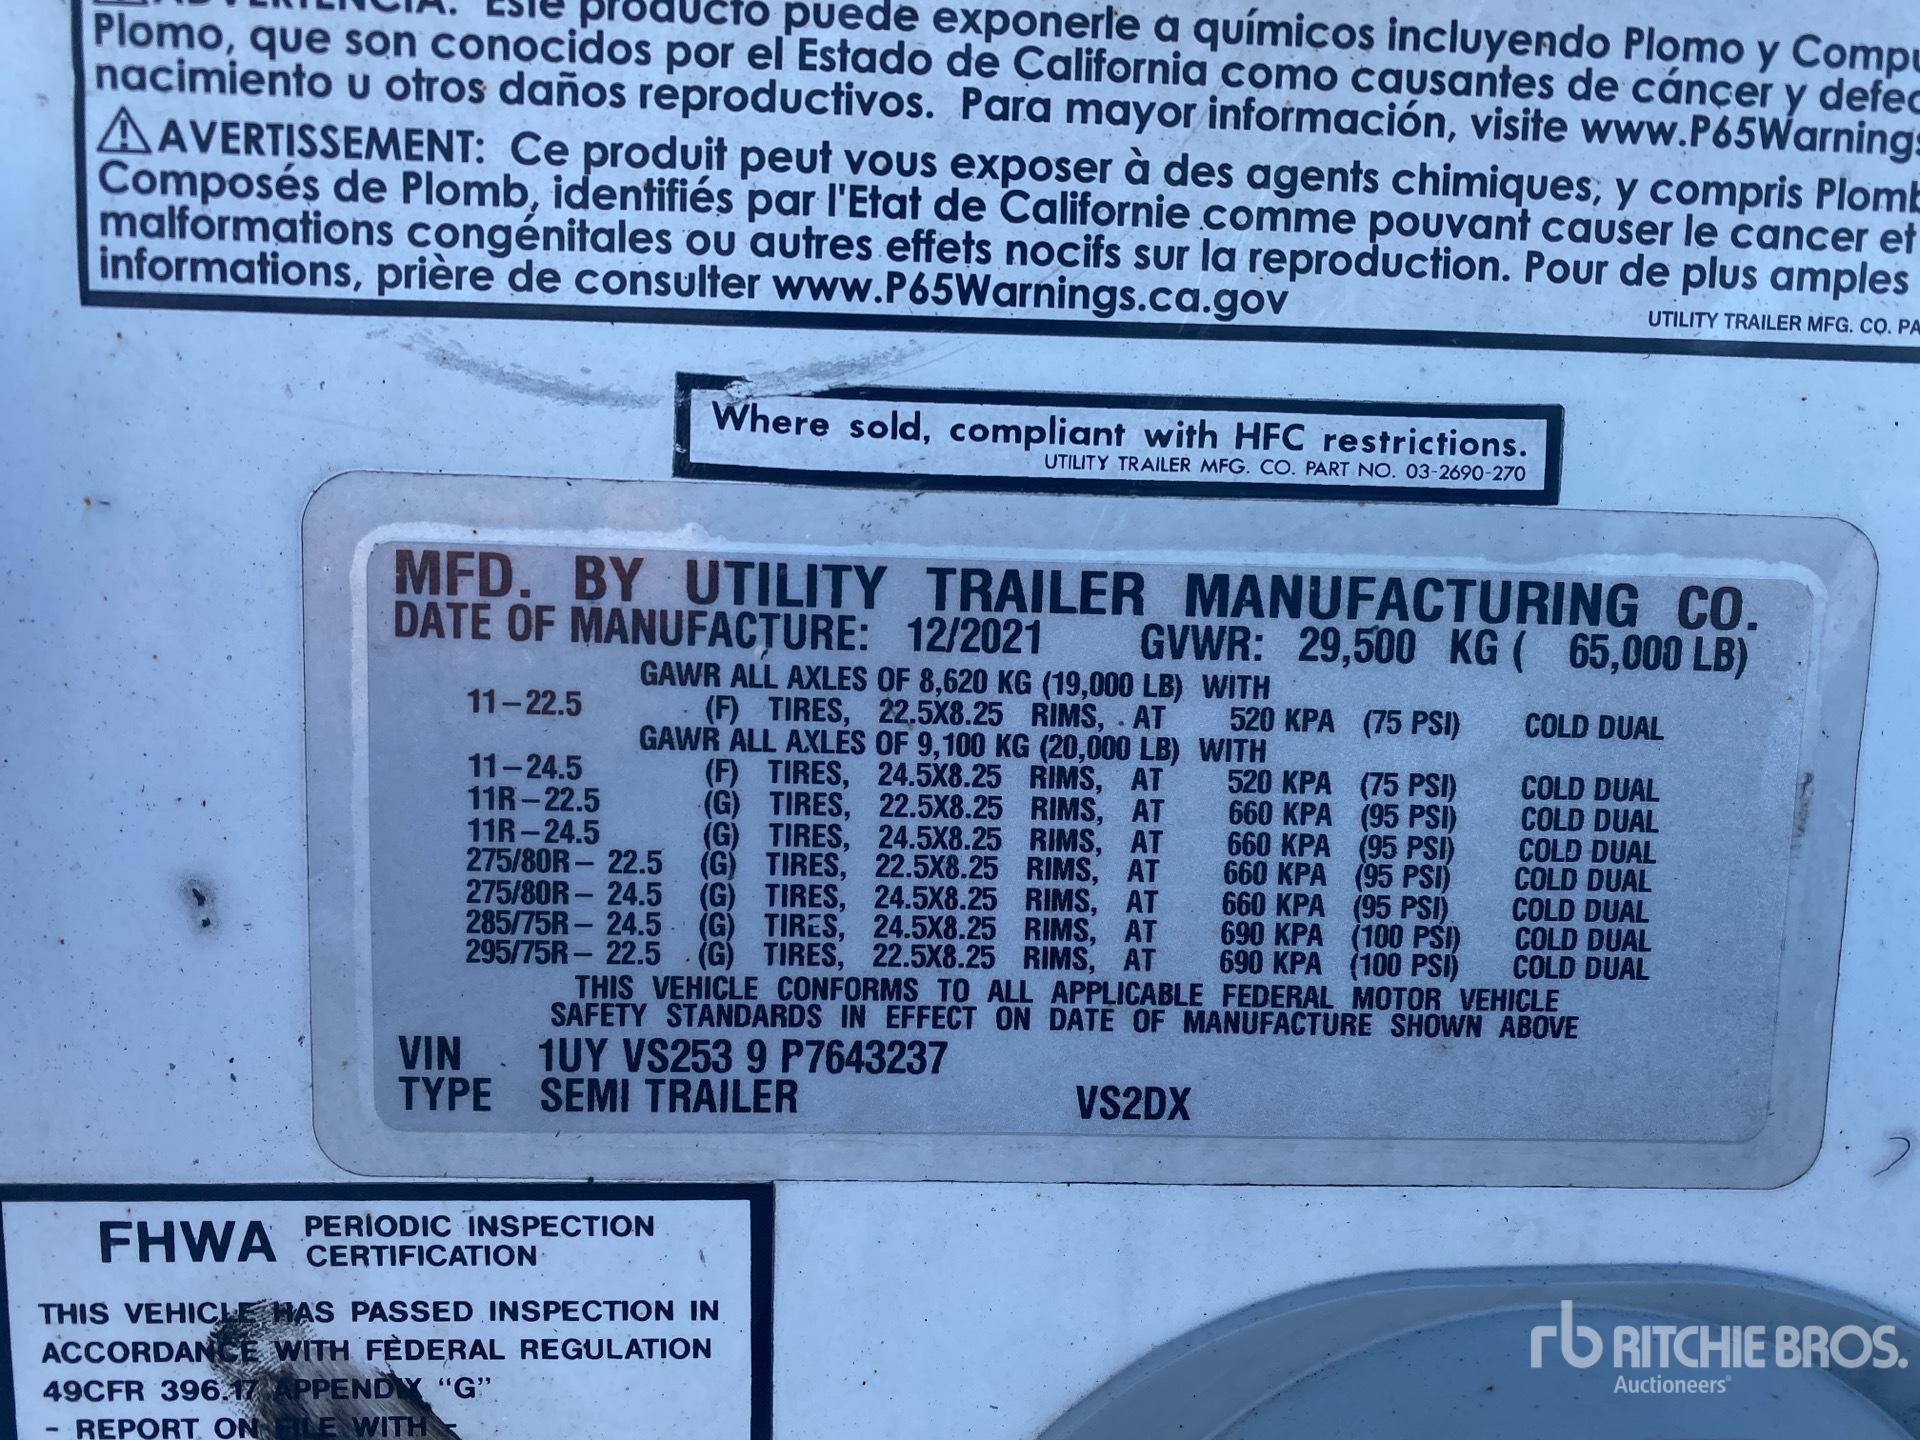 ADVERTENCIA: Este producto puede exponerle a químicos incluyendo Plomo y
Plomo, que son conocidos por el Estado de California como causantes de cáncer y
nacimiento u otros daños reproductivos. Para mayor información, visite www.P65Warnings
⚠AVERTISSEMENT: Ce produit peut vous exposer à des agents chimiques, y compris
Composés de Plomb, identifiés par l'Etat de Californie comme pouvant causer le cancer et
malformations congénitales ou autres effets nocifs sur la reproduction. Pour de plus amples
informations, prière de consulter www.P65Warnings.ca.gov
UTILITY TRAILER MFG. CO.
Where sold, compliant with HFC restrictions.
UTILITY TRAILER MFG. CO. PART NO. 03-2690-270
MFD. BY UTILITY TRAILER MANUFACTURING CO.
DATE OF MANUFACTURE: 12/2021 GVWR: 29,500 KG ( 65,000 LB)
GAWR ALL AXLES OF 8,620 KG (19,000 LB) WITH
11-22.5 (F) TIRES, 22.5X8.25 RIMS, AT 520 KPA (75 PSI) COLD DUAL
GAWR ALL AXLES OF 9,100 KG (20,000 LB) WITH
11-24.5 (F) TIRES, 24.5X8.25 RIMS, AT 520 KPA (75 PSI) COLD DUAL
11R-22.5 (G) TIRES, 22.5X8.25 RIMS, AT 660 KPA (95 PSI) COLD DUAL
11R-24.5 (G) TIRES, 24.5X8.25 RIMS, AT 660 KPA (95 PSI) COLD DUAL
275/80R- 22.5 (G) TIRES, 22.5X8.25 RIMS, AT 660 KPA (95 PSI) COLD DUAL
275/80R- 24.5 (G) TIRES, 24.5X8.25 RIMS, AT 660 KPA (95 PSI) COLD DUAL
285/75R- 24.5 (G) TIRES, 24.5X8.25 RIMS, AT 690 KPA (100 PSI) COLD DUAL
295/75R- 22.5 (G) TIRES, 22.5X8.25 RIMS, AT 690 KPA (100 PSI) COLD DUAL
THIS VEHICLE CONFORMS TO ALL APPLICABLE FEDERAL MOTOR VEHICLE
SAFETY STANDARDS IN EFFECT ON DATE OF MANUFACTURE SHOWN ABOVE
VIN 1UY VS253 9 P7643237
TYPE SEMI TRAILER VS2DX
FHWA PERIODIC INSPECTION
CERTIFICATION
THIS VEHICLE HAS PASSED INSPECTION IN
ACCORDANCE WITH FEDERAL REGULATION
49CFR 396.17 APPENDIX "G"
- REPORT ON FILE WITH -
rb RITCHIE BROS.
Auctioneers